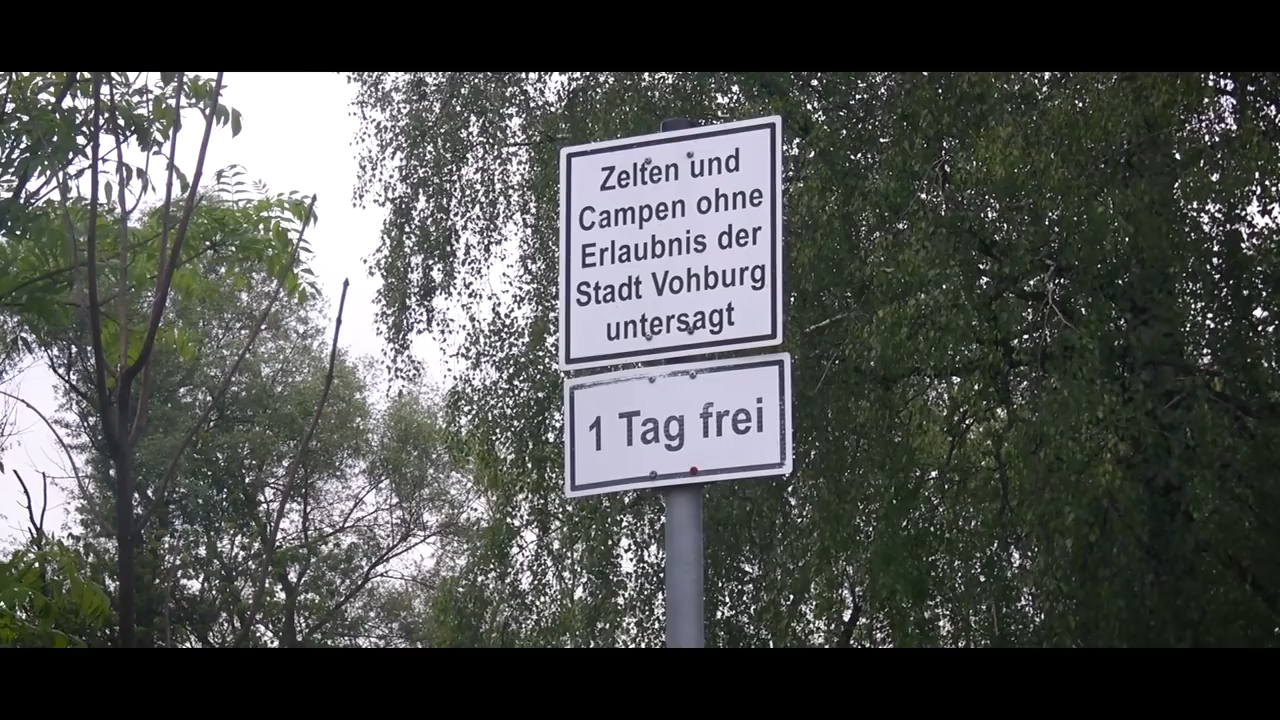 Zelten und
Campen ohne
Erlaubnis der
Stadt Vohburg
untersagt
1 Tag frei